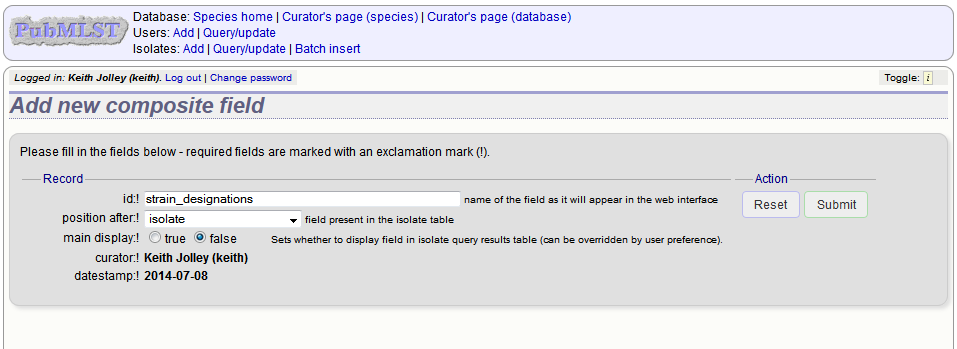 PubMLST
Database: Species home | Curator's page (species) | Curator's page (database)
Users: Add | Query/update
Isolates: Add | Query/update | Batch insert
Logged in: Keith Jolley (keith). Log out | Change password
Toggle: i
Add new composite field
Please fill in the fields below - required fields are marked with an exclamation mark (!).
Record
id:! strain_designations name of the field as it will appear in the web interface
position after:! isolate field present in the isolate table
main display:! true false Sets whether to display field in isolate query results table (can be overridden by user preference).
curator:! Keith Jolley (keith)
datestamp:! 2014-07-08
Action
Reset Submit